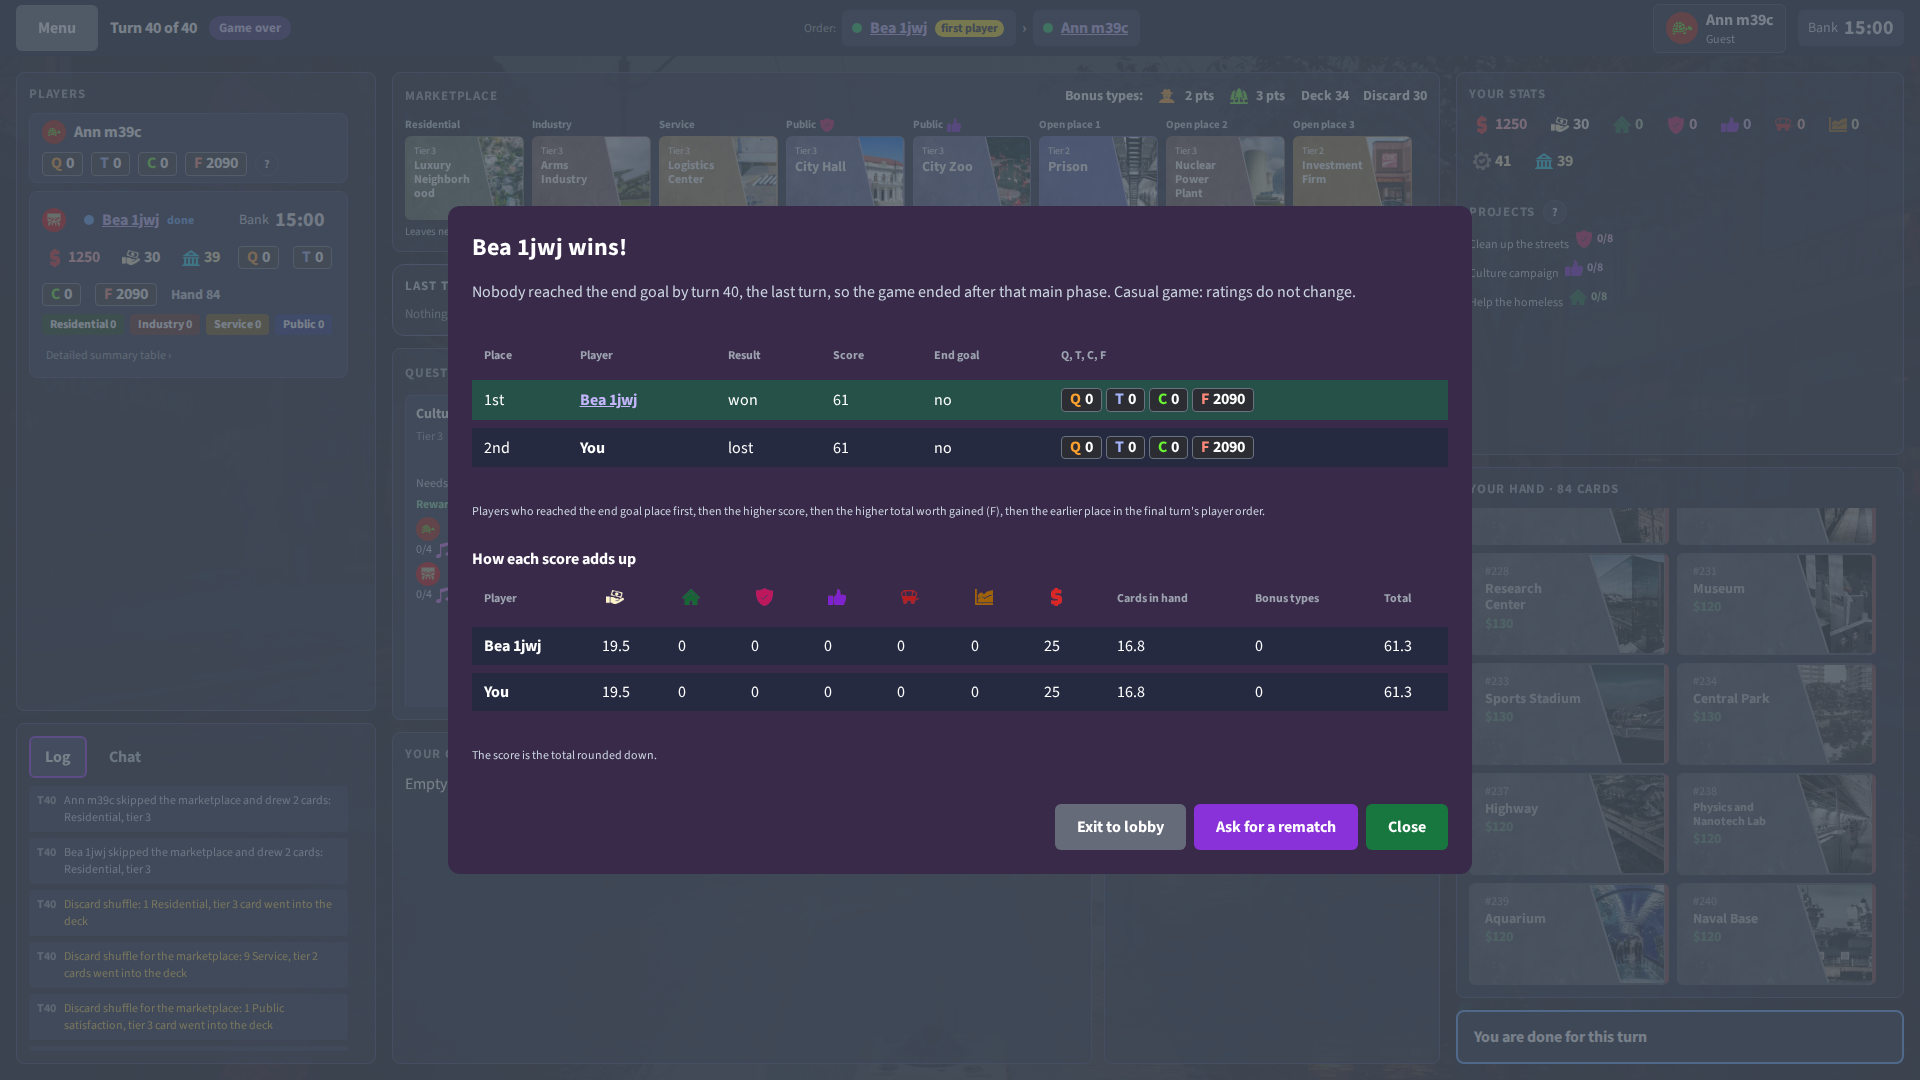 Menu
Turn 40 of 40
Game over
Order:
Bea 1jwj
first player
›
Ann m39c
Ann m39c
Guest
Bank 15:00
PLAYERS
Ann m39c
Q 0
T 0
C 0
F 2090
?
Bea 1jwj
done
Bank 15:00
1250
30
39
Q 0
T 0
C 0
F 2090
Hand 84
Residential 0
Industry 0
Service 0
Public 0
Detailed summary table ›
MARKETPLACE
Bonus types:
2 pts
3 pts
Deck 34
Discard 30
Residential
Industry
Service
Public
Public
Open place 1
Open place 2
Open place 3
Tier 3
Luxury
Neighborh
ood
Tier 3
Arms
Industry
Tier 3
Logistics
Center
Tier 3
City Hall
Tier 3
City Zoo
Tier 2
Prison
Tier 3
Nuclear
Power
Plant
Tier 2
Investment
Firm
Leaves ne
LAST T
Nothing
QUEST
Cultu
Tier 3
Needs
Rewar
0/4
0/4
YOUR C
Empty
YOUR STATS
1250
30
0
0
0
0
0
41
39
PROJECTS
?
Clean up the streets
0/8
Culture campaign
0/8
Help the homeless
0/8
Bea 1jwj wins!
Nobody reached the end goal by turn 40, the last turn, so the game ended after that main phase. Casual game: ratings do not change.
Place Player Result Score End goal Q, T, C, F
1st Bea 1jwj won 61 no Q 0 T 0 C 0 F 2090
2nd You lost 61 no Q 0 T 0 C 0 F 2090
Players who reached the end goal place first, then the higher score, then the higher total worth gained (F), then the earlier place in the final turn's player order.
How each score adds up
Player Cards in hand Bonus types Total
Bea 1jwj 19.5 0 0 0 0 0 25 16.8 0 61.3
You 19.5 0 0 0 0 0 25 16.8 0 61.3
The score is the total rounded down.
Exit to lobby
Ask for a rematch
Close
YOUR HAND · 84 CARDS
#228
Research
Center
$130
#231
Museum
$120
#233
Sports Stadium
$130
#234
Central Park
$130
#237
Highway
$120
#238
Physics and
Nanotech Lab
$120
#239
Aquarium
$120
#240
Naval Base
$120
You are done for this turn
Log
Chat
T40 Ann m39c skipped the marketplace and drew 2 cards:
Residential, tier 3
T40 Bea 1jwj skipped the marketplace and drew 2 cards:
Residential, tier 3
T40 Discard shuffle: 1 Residential, tier 3 card went into the
deck
T40 Discard shuffle for the marketplace: 9 Service, tier 2
cards went into the deck
T40 Discard shuffle for the marketplace: 1 Public
satisfaction, tier 3 card went into the deck